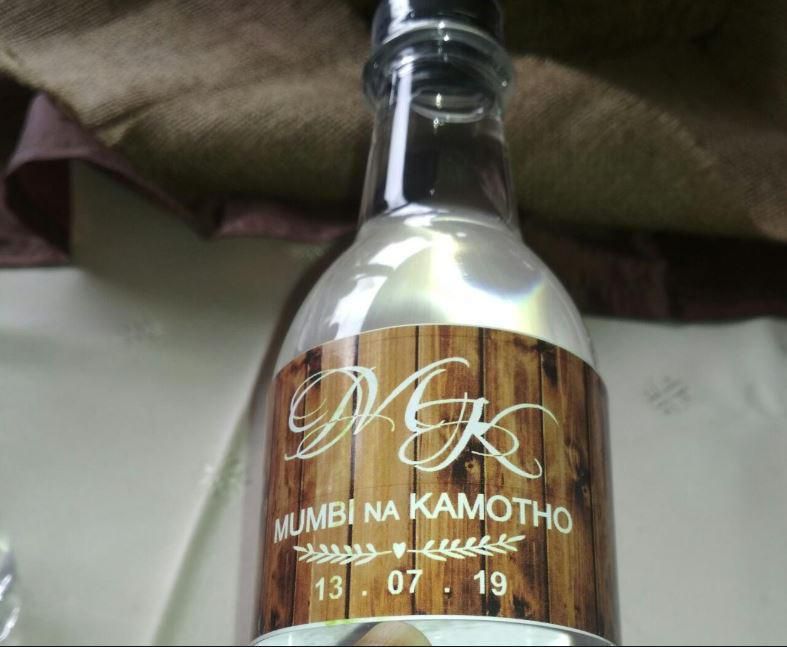 MK
MUMBI NA KAMOTHO
13 . 07 . 19